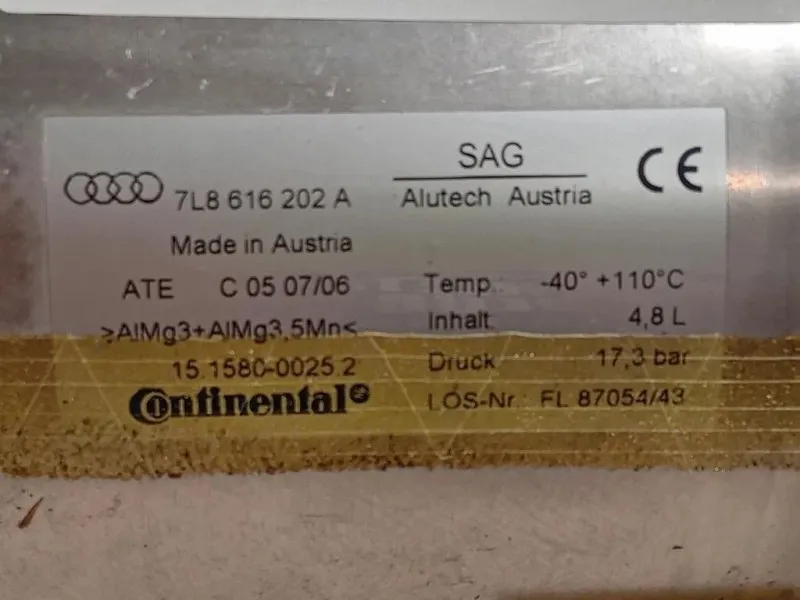 7L8 616 202 A
Made in Austria
ATE C 05 07/06
>AlMg3+AlMg3,5Mn<
15.1580-0025.2
Continental
SAG
Alutech Austria
CE
Temp.: -40° +110°C
Inhalt 4,8 L
Druck 17,3 bar
LOS-Nr.: FL 87054/43